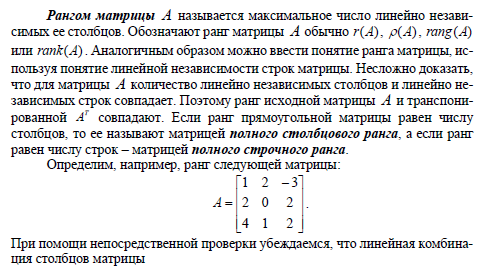 Рангом матрицы A называется максимальное число линейно незави-
симых ее столбцов. Обозначают ранг матрицы A обычно r(A), ρ(A), rang(A)
или rank(A). Аналогичным образом можно ввести понятие ранга матрицы, ис-
пользуя понятие линейной независимости строк матрицы. Несложно доказать,
что для матрицы A количество линейно независимых столбцов и линейно не-
зависимых строк совпадает. Поэтому ранг исходной матрицы A и транспони-
рованной Aᵀ совпадают. Если ранг прямоугольной матрицы равен числу
столбцов, то ее называют матрицей полного столбцового ранга, а если ранг
равен числу строк – матрицей полного строчного ранга.
Определим, например, ранг следующей матрицы:
1 2 −3
A = 2 0 2 .
4 1 2
При помощи непосредственной проверки убеждаемся, что линейная комбина-
ция столбцов матрицы